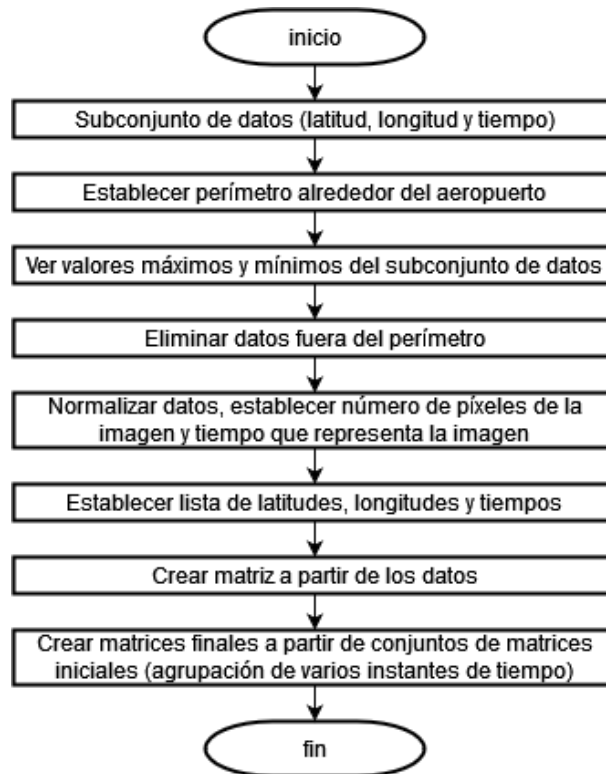 inicio
Subconjunto de datos (latitud, longitud y tiempo)
Establecer perímetro alrededor del aeropuerto
Ver valores máximos y mínimos del subconjunto de datos
Eliminar datos fuera del perímetro
Normalizar datos, establecer número de píxeles de la
imagen y tiempo que representa la imagen
Establecer lista de latitudes, longitudes y tiempos
Crear matriz a partir de los datos
Crear matrices finales a partir de conjuntos de matrices
iniciales (agrupación de varios instantes de tiempo)
fin